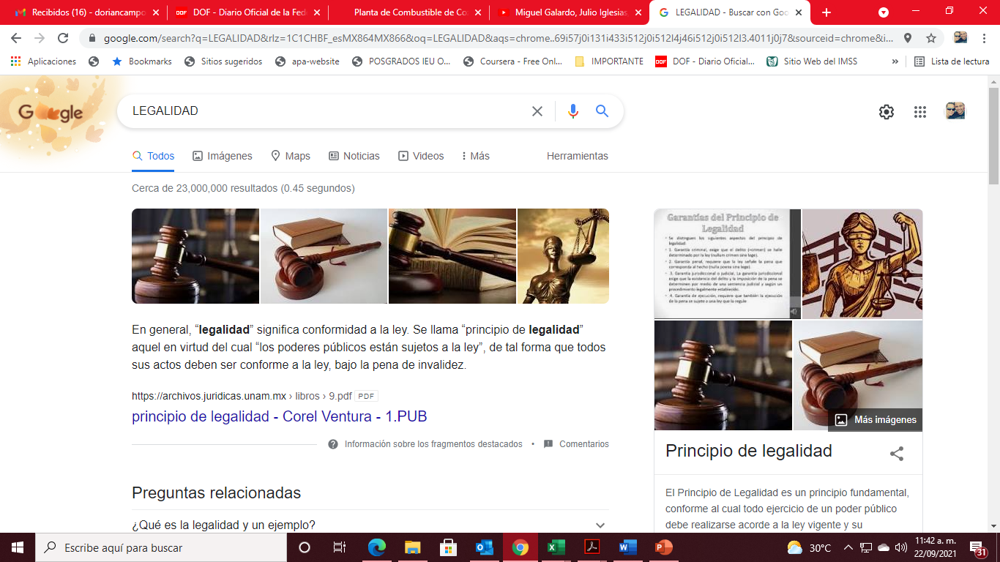 Recibidos (16) - doriancampo
DOF - Diario Oficial de la Fede
Planta de Combustible de Co
Miguel Galardo, Julio Iglesias
LEGALIDAD - Buscar con Goo
google.com/search?q=LEGALIDAD&rlz=1C1CHBF_esMX864MX866&oq=LEGALIDAD&aqs=chrome..69i57j0i131i433i512j0i512l4j46i512j0i512l3.4011j0j7&sourceid=chrome&i...
Aplicaciones
Bookmarks
Sitios sugeridos
apa-website
POSGRADOS IEU O...
Coursera - Free Onl...
IMPORTANTE
DOF - Diario Oficial...
Sitio Web del IMSS
»
Lista de lectura
Google
LEGALIDAD
Todos
Imágenes
Maps
Noticias
Videos
Más
Herramientas
Cerca de 23,000,000 resultados (0.45 segundos)
En general, “legalidad” significa conformidad a la ley. Se llama “principio de legalidad”
aquel en virtud del cual “los poderes públicos están sujetos a la ley”, de tal forma que todos
sus actos deben ser conforme a la ley, bajo la pena de invalidez.
https://archivos.juridicas.unam.mx › libros › 9.pdf PDF
principio de legalidad - Corel Ventura - 1.PUB
Información sobre los fragmentos destacados • Comentarios
Preguntas relacionadas
¿Qué es la legalidad y un ejemplo?
Garantías del Principio de
Legalidad
• Se distinguen los siguientes aspectos del principio de
legalidad:
• 1. Garantía criminal, exige que el delito (=crimen) se halle
determinado por la ley (nullum crimen sine lege).
• 2. Garantía penal, requiere que la ley señale la pena que
corresponda al hecho (nulla poena sine lege).
• 3. Garantía jurisdiccional o judicial. La garantía jurisdiccional
exige que la existencia del delito y la imposición de la pena se
determinen por medio de una sentencia judicial y según un
procedimiento legalmente establecido.
• 4. Garantía de ejecución, requiere que también la ejecución
de la pena se sujete a una ley que la regule
Más imágenes
Principio de legalidad
El Principio de Legalidad es un principio fundamental,
conforme al cual todo ejercicio de un poder público
debe realizarse acorde a la ley vigente y su
Escribe aquí para buscar
30°C
11:42 a. m.
22/09/2021
31